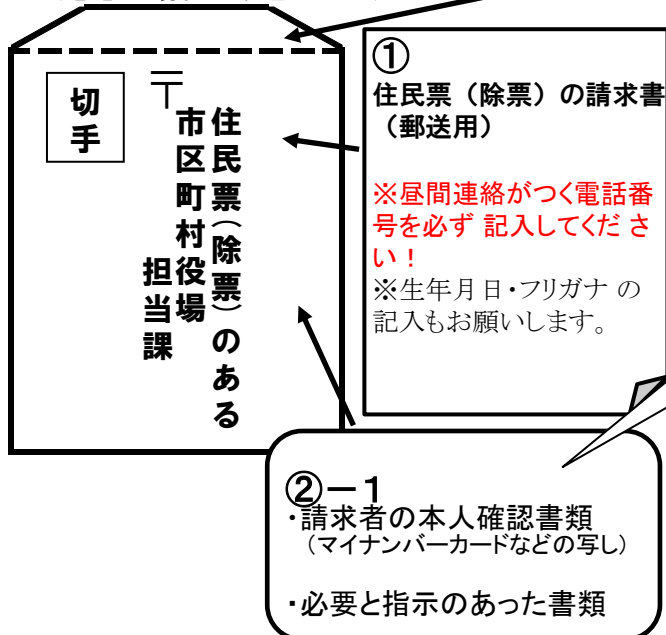 切手
〒
住民票（除票）のある
市区町村役場
担当課
①
住民票（除票）の請求書
（郵送用）
※昼間連絡がつく電話番
号を必ず 記入してくだ さ
い！
※生年月日・フリガナ の
記入もお願いします。
②－1
・請求者の本人確認書類
（マイナンバーカードなどの写し）
・必要と指示のあった書類